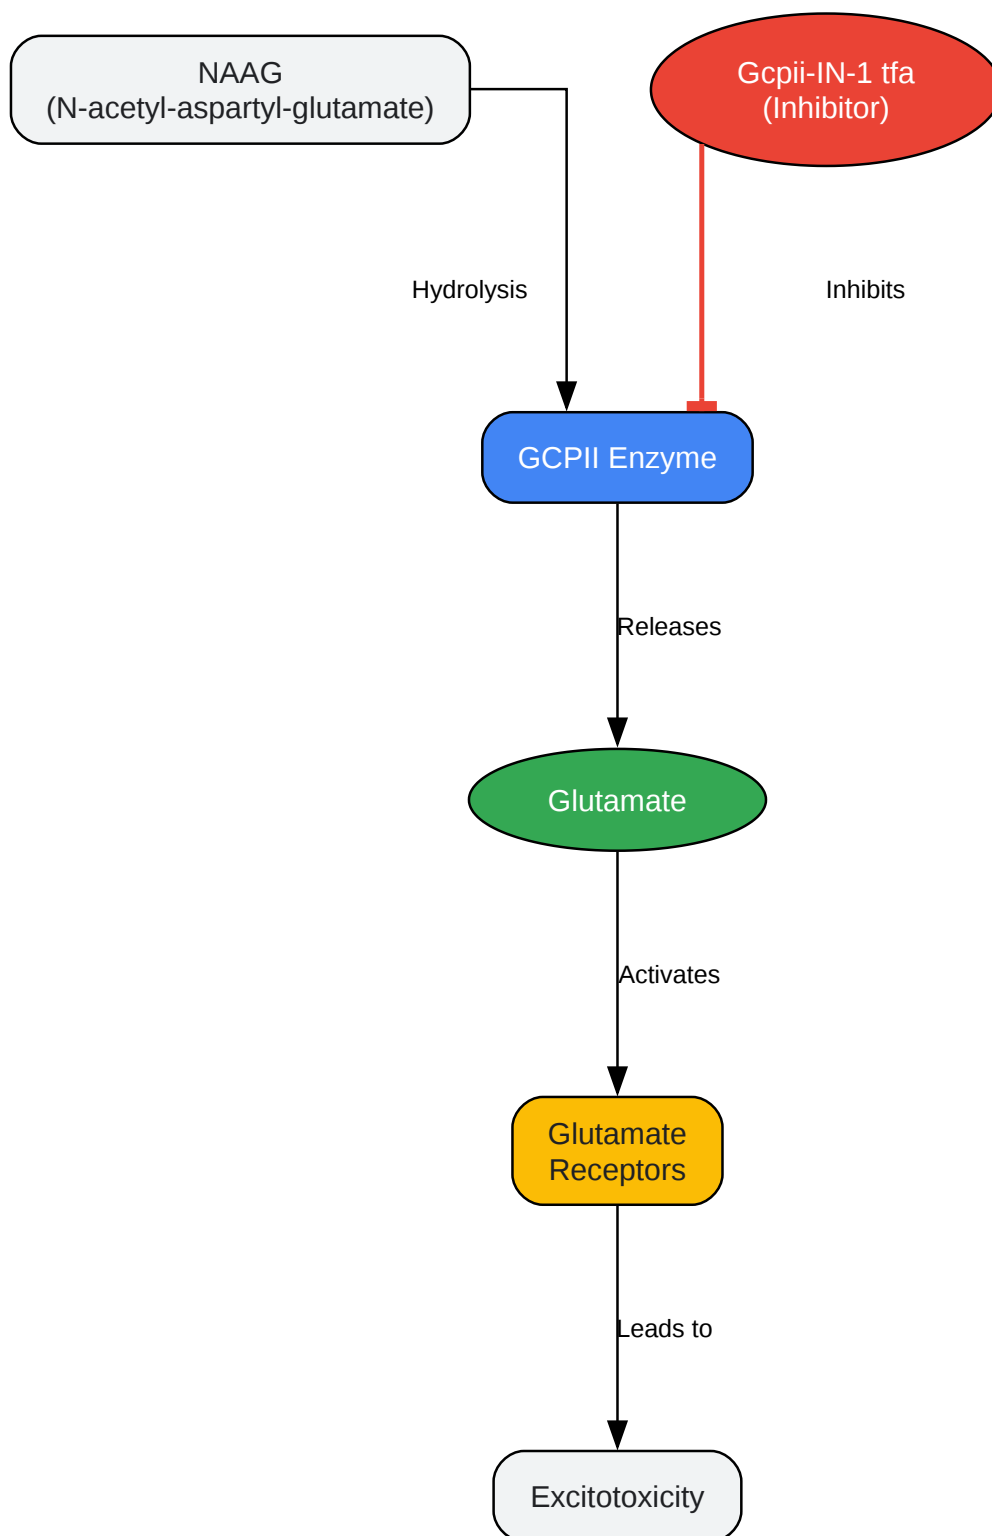 NAAG
(N-acetyl-aspartyl-glutamate)
Gcpii-IN-1 tfa
(Inhibitor)
Hydrolysis
Inhibits
GCPII Enzyme
Releases
Glutamate
Activates
Glutamate
Receptors
Leads to
Excitotoxicity